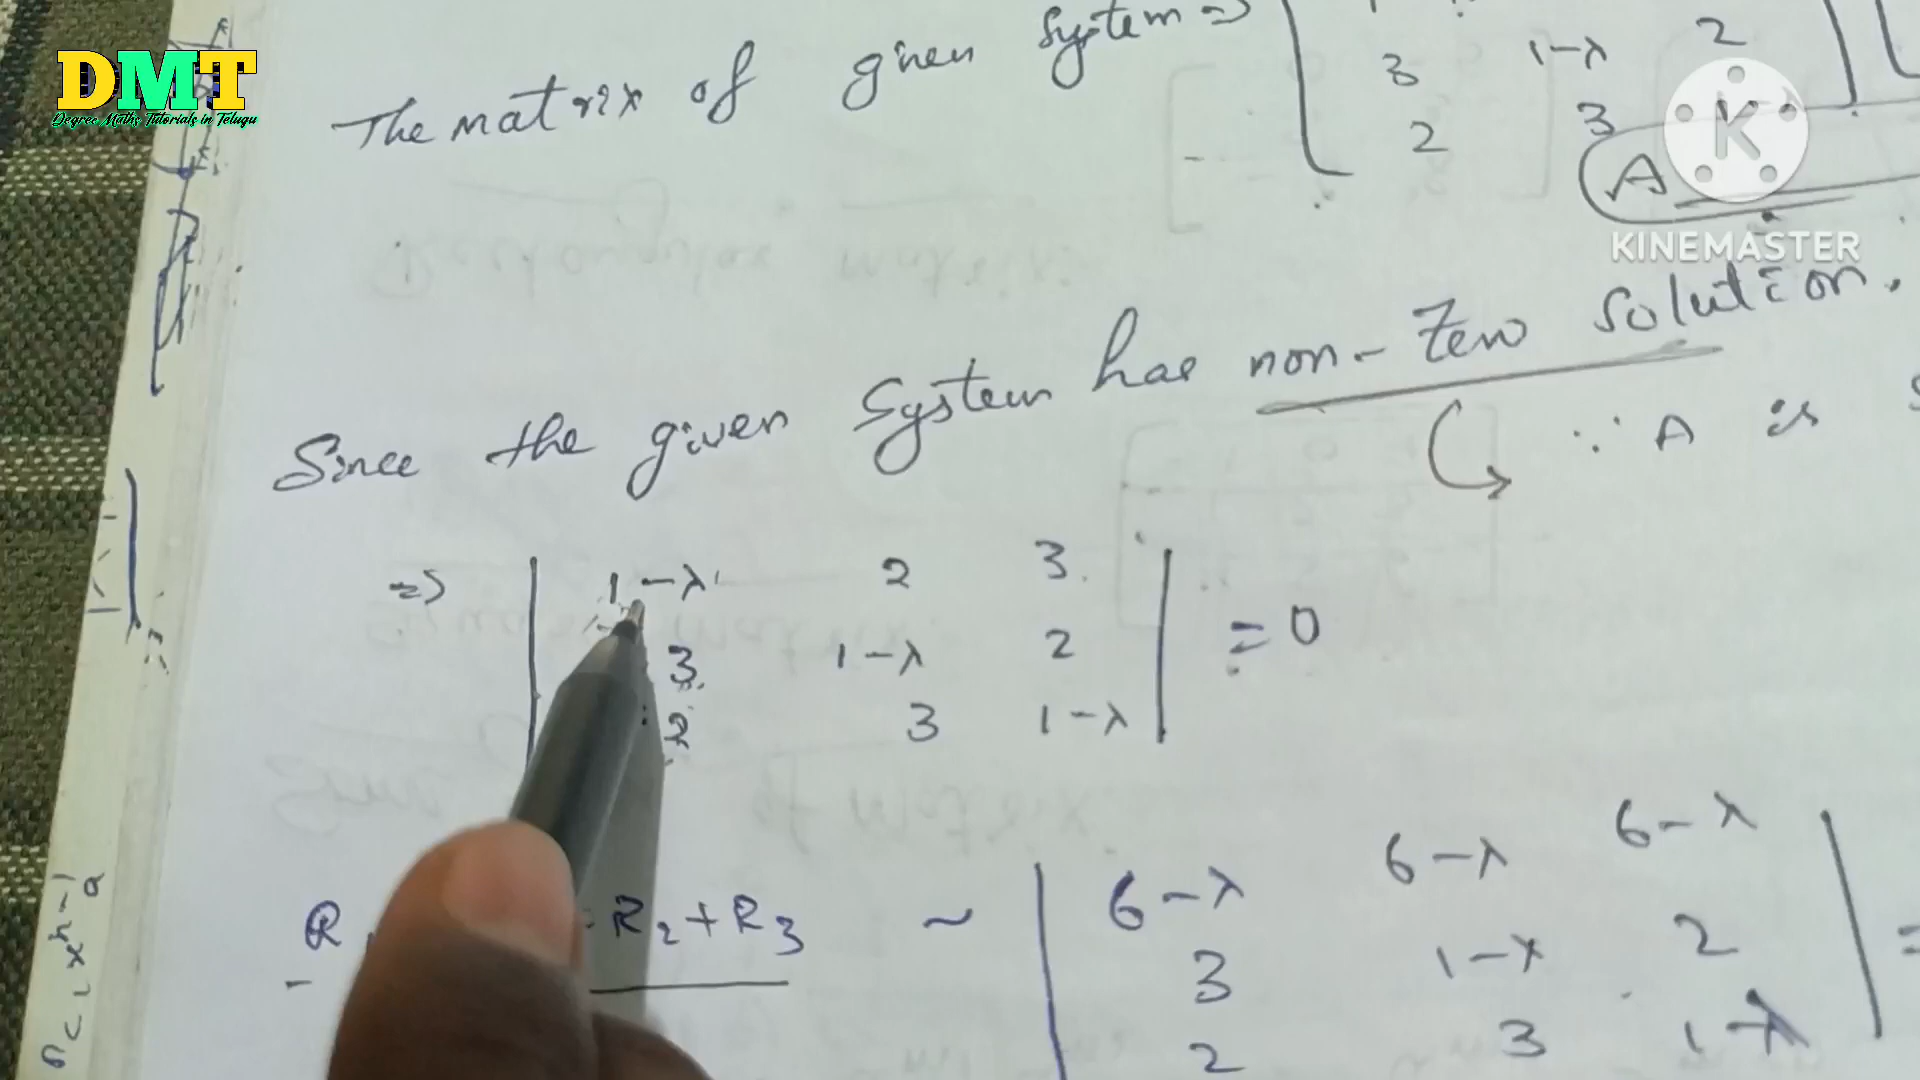 DMT
Degree Maths Tutorials in Telugu
KINEMASTER
The matrix of given system ⇒
3 1-λ 2
2 3
A
Since the given System has non-zero solution.
∵ A is
⇒ | 1-λ 2 3 |
| 3 1-λ 2 | = 0
| 2 3 1-λ |
R2+R3 ~ | 6-λ 6-λ 6-λ |
| 3 1-λ 2 | =
| 2 3 1-λ |